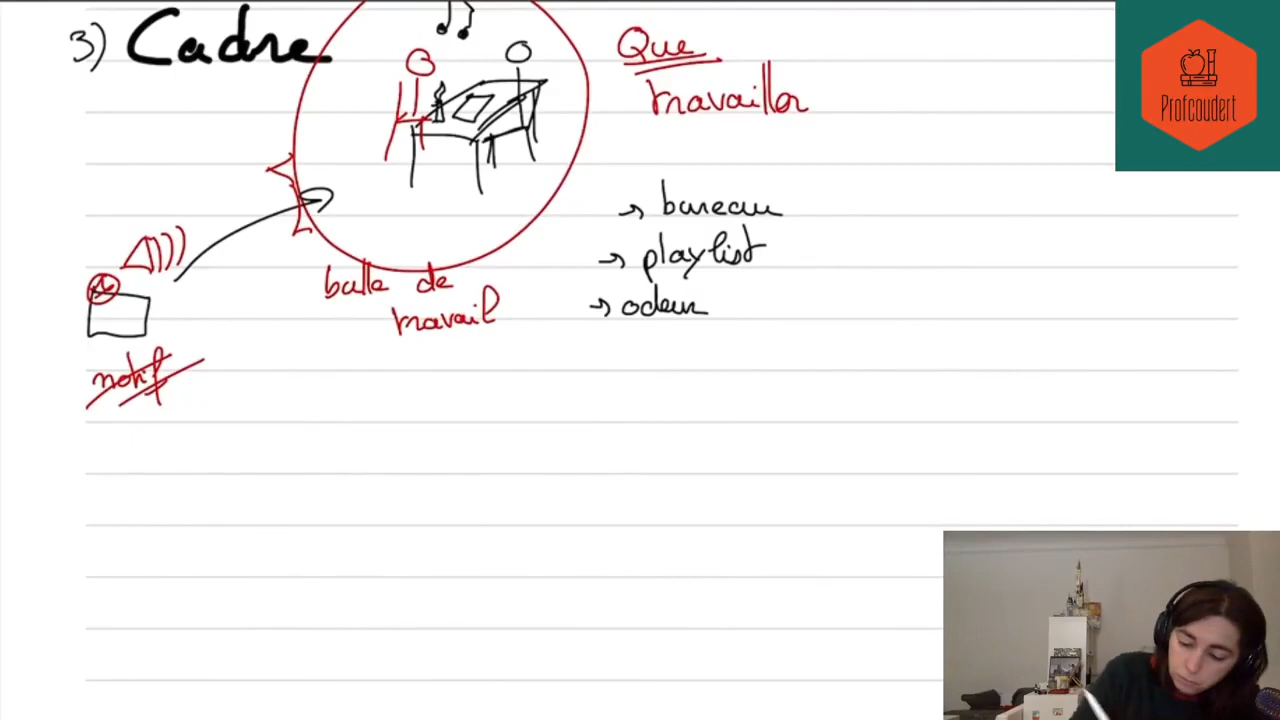 3) Cadre
Que
travailler
→ bureau
→ playlist
→ odeur
bulle de
travail
notif
Profcoudert